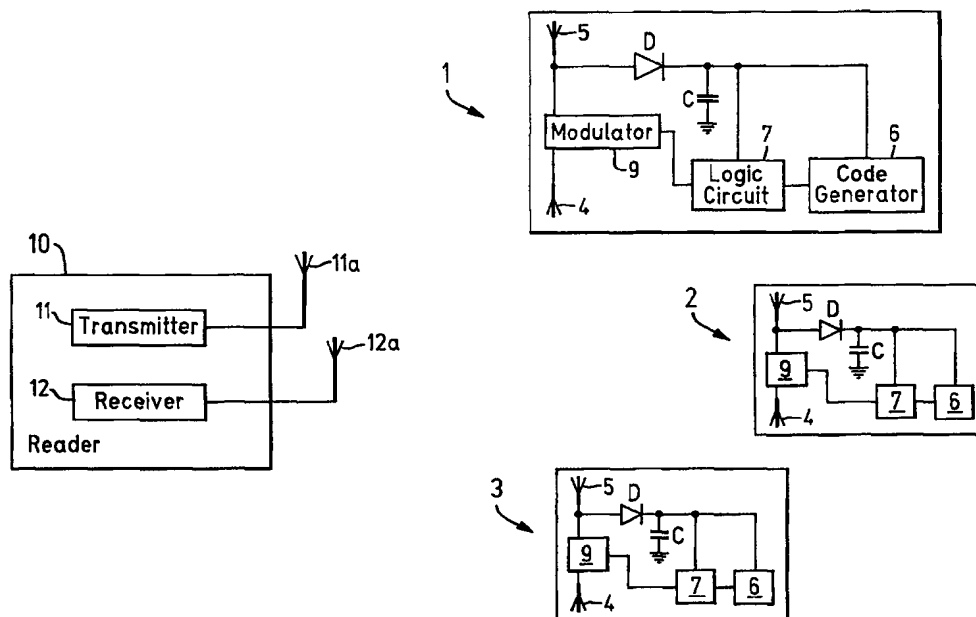 1
5
D
C
Modulator
9
7
Logic
Circuit
6
Code
Generator
4
10
11a
11
Transmitter
12a
12
Receiver
Reader
2
5
D
C
9
7
6
4
3
5
D
C
9
7
6
4